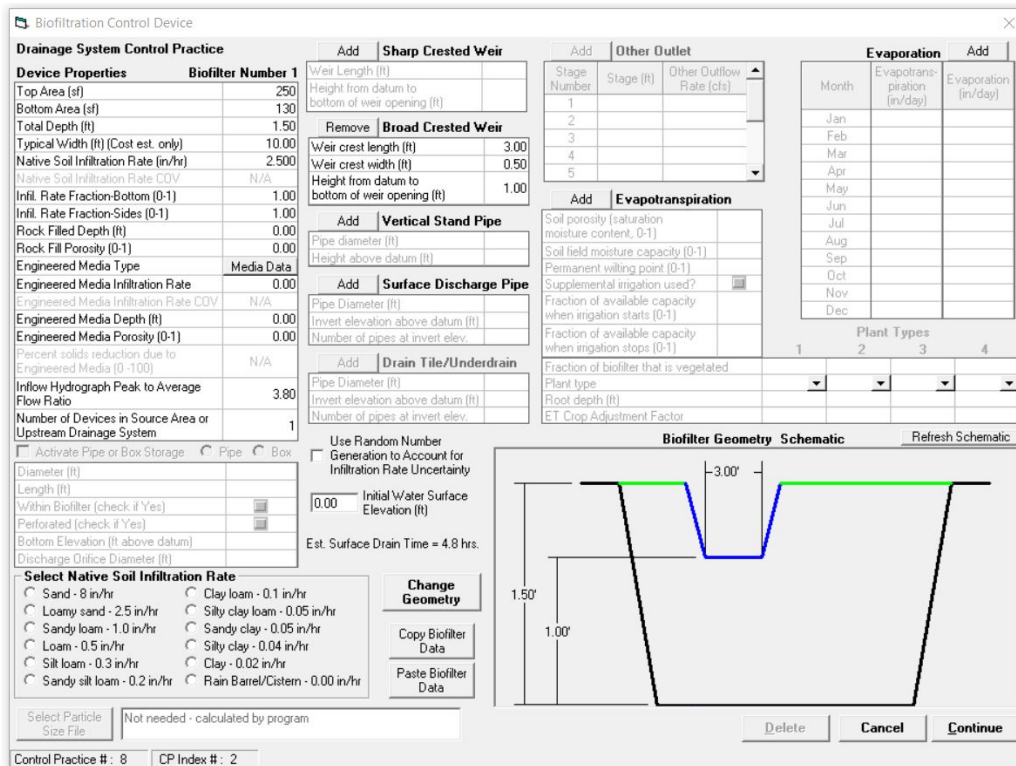 Biofiltration Control Device
Drainage System Control Practice
Device Properties Biofilter Number 1
Top Area (sf) 250
Bottom Area (sf) 130
Total Depth (ft) 1.50
Typical Width (ft) (Cost est. only) 10.00
Native Soil Infiltration Rate (in/hr) 2.500
Native Soil Infiltration Rate COV N/A
Infil. Rate Fraction-Bottom (0-1) 1.00
Infil. Rate Fraction-Sides (0-1) 1.00
Rock Filled Depth (ft) 0.00
Rock Fill Porosity (0-1) 0.00
Engineered Media Type Media Data
Engineered Media Infiltration Rate 0.00
Engineered Media Infiltration Rate COV N/A
Engineered Media Depth (ft) 0.00
Engineered Media Porosity (0-1) 0.00
Percent solids reduction due to
Engineered Media (0 -100) N/A
Inflow Hydrograph Peak to Average
Flow Ratio 3.80
Number of Devices in Source Area or
Upstream Drainage System 1
Activate Pipe or Box Storage Pipe Box
Diameter (ft)
Length (ft)
Within Biofilter (check if Yes)
Perforated (check if Yes)
Bottom Elevation (ft above datum)
Discharge Orifice Diameter (ft)
Select Native Soil Infiltration Rate
Sand - 8 in/hr
Loamy sand - 2.5 in/hr
Sandy loam - 1.0 in/hr
Loam - 0.5 in/hr
Silt loam - 0.3 in/hr
Sandy silt loam - 0.2 in/hr
Clay loam - 0.1 in/hr
Silty clay loam - 0.05 in/hr
Sandy clay - 0.05 in/hr
Silty clay - 0.04 in/hr
Clay - 0.02 in/hr
Rain Barrel/Cistern - 0.00 in/hr
Select Particle
Size File
Not needed - calculated by program
Control Practice # : 8 CP Index # : 2
Add Sharp Crested Weir
Weir Length (ft)
Height from datum to
bottom of weir opening (ft)
Remove Broad Crested Weir
Weir crest length (ft) 3.00
Weir crest width (ft) 0.50
Height from datum to
bottom of weir opening (ft) 1.00
Add Vertical Stand Pipe
Pipe diameter (ft)
Height above datum (ft)
Add Surface Discharge Pipe
Pipe Diameter (ft)
Invert elevation above datum (ft)
Number of pipes at invert elev.
Add Drain Tile/Underdrain
Pipe Diameter (ft)
Invert elevation above datum (ft)
Number of pipes at invert elev.
Use Random Number
Generation to Account for
Infiltration Rate Uncertainty
0.00 Initial Water Surface
Elevation (ft)
Est. Surface Drain Time = 4.8 hrs.
Change
Geometry
Copy Biofilter
Data
Paste Biofilter
Data
Add Other Outlet
Stage
Number Stage (ft) Other Outflow
Rate (cfs)
1
2
3
4
5
Add Evapotranspiration
Soil porosity (saturation
moisture content, 0-1)
Soil field moisture capacity (0-1)
Permanent wilting point (0-1)
Supplemental irrigation used?
Fraction of available capacity
when irrigation starts (0-1)
Fraction of available capacity
when irrigation stops (0-1)
Fraction of biofilter that is vegetated
Plant type
Root depth (ft)
ET Crop Adjustment Factor
Evaporation Add
Month Evapotrans-
piration
(in/day) Evaporation
(in/day)
Jan
Feb
Mar
Apr
May
Jun
Jul
Aug
Sep
Oct
Nov
Dec
Plant Types
1 2 3 4
Biofilter Geometry Schematic Refresh Schematic
3.00'
1.50'
1.00'
Delete Cancel Continue